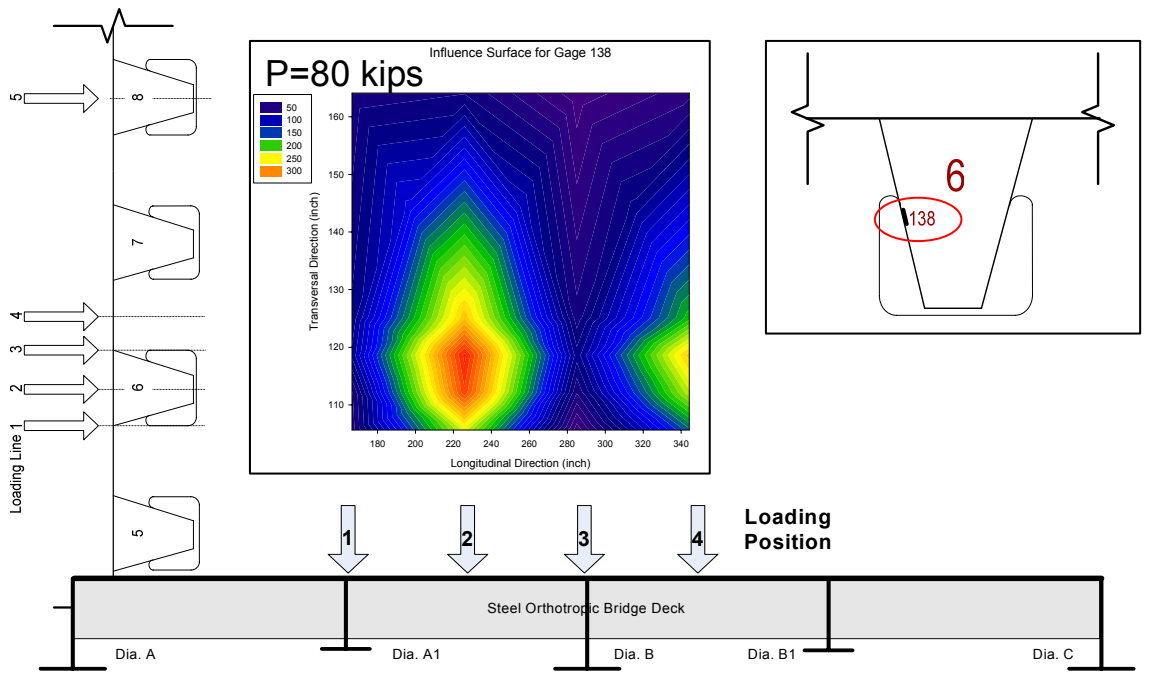 Influence Surface for Gage 138
P=80 kips
50
100
150
200
250
300
160
150
140
130
120
110
Transversal Direction (inch)
180 200 220 240 260 280 300 320 340
Longitudinal Direction (inch)
5
8
7
4
3
2
6
Loading Line 1
5
6
138
1 2 3 4
Loading
Position
Steel Orthotropic Bridge Deck
Dia. A Dia. A1 Dia. B Dia. B1 Dia. C